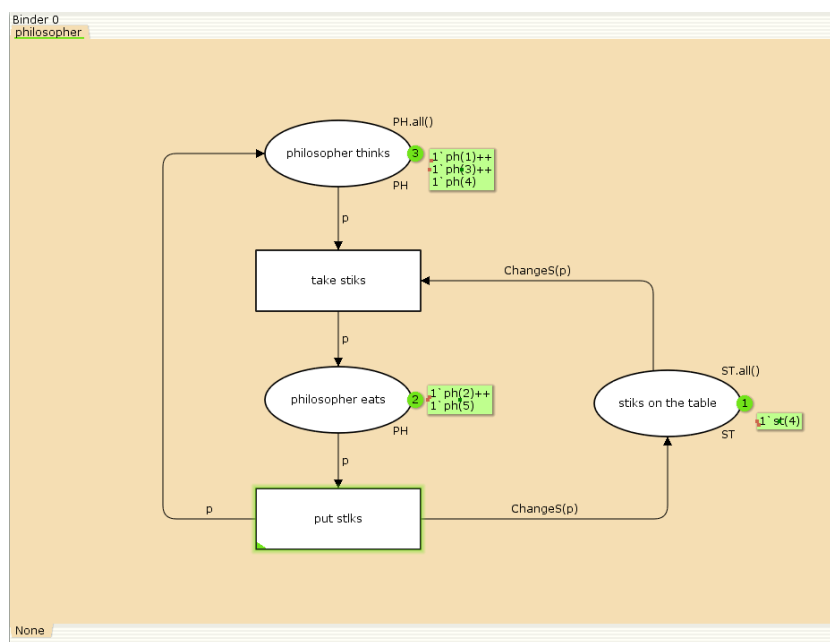 Binder 0
philosopher
PH.all()
philosopher thinks
3
1`ph(1)++
1`ph(3)++
1`ph(4)
PH
p
take stiks
ChangeS(p)
p
ST.all()
philosopher eats
2
1`ph(2)++
1`ph(5)
stiks on the table
1
1`st(4)
PH
ST
p
p
put stiks
ChangeS(p)
None